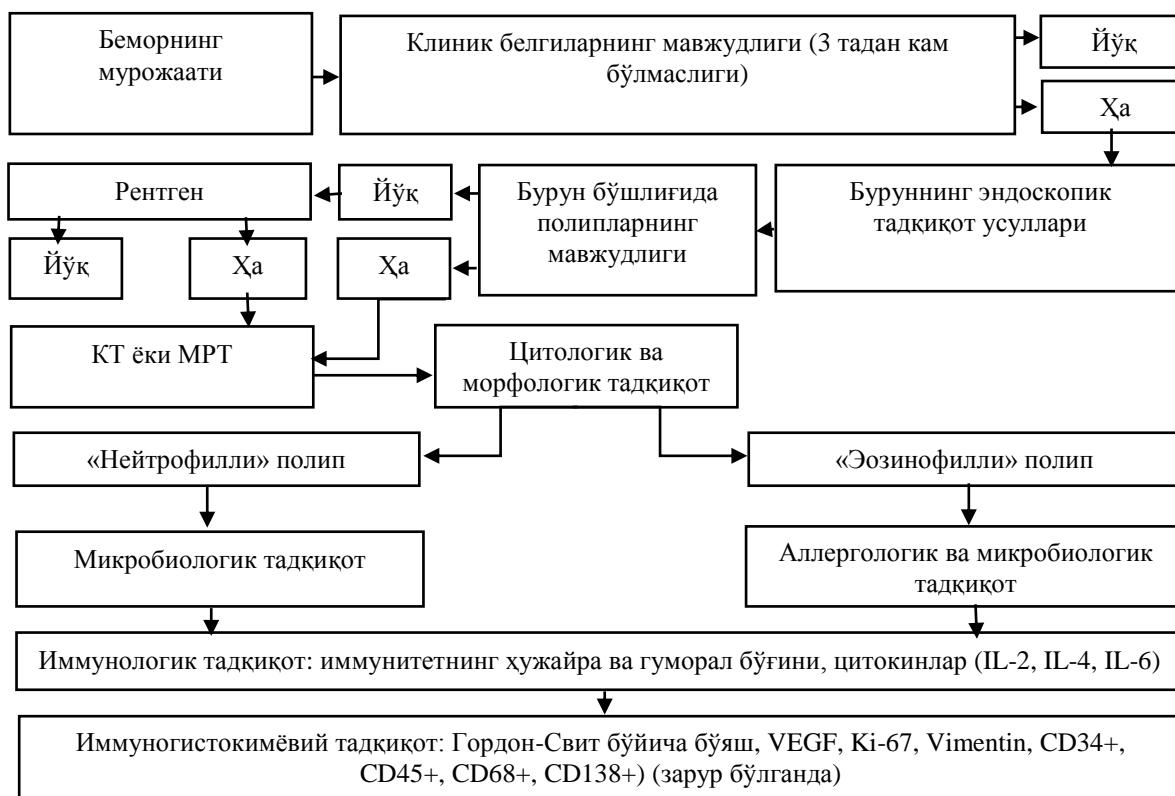 Беморнинг
мурожаати
Клиник белгиларнинг мавжудлиги (3 тадан кам
бўлмаслиги)
Йўқ
Ҳа
Рентген
Йўқ
Бурун бўшлиғида
полипларнинг
мавжудлиги
Буруннинг эндоскопик
тадқиқот усуллари
Йўқ
Ҳа
Ҳа
КТ ёки МРТ
Цитологик ва
морфологик тадқиқот
«Нейтрофилли» полип
«Эозинофилли» полип
Микробиологик тадқиқот
Аллергологик ва микробиологик
тадқиқот
Иммунологик тадқиқот: иммунитетнинг ҳужайра ва гуморал бўғини, цитокинлар (IL-2, IL-4, IL-6)
Иммуногистокимёвий тадқиқот: Гордон-Свит бўйича бўяш, VEGF, Ki-67, Vimentin, CD34+,
CD45+, CD68+, CD138+) (зарур бўлганда)